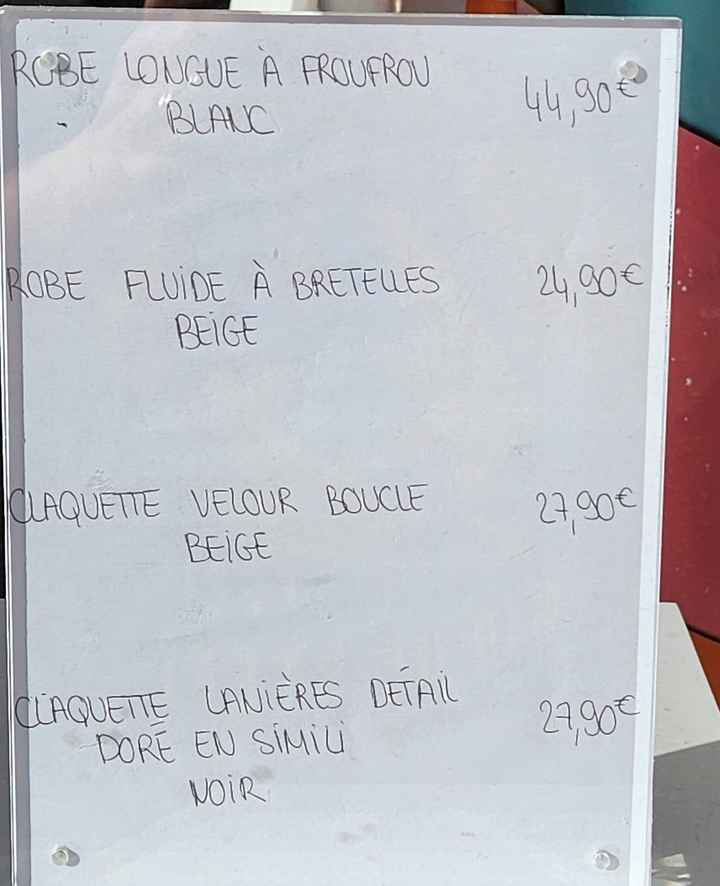 ROBE LONGUE À FROUFROU 44,90€
BLANC
ROBE FLUIDE À BRETELLES 24,90€
BEIGE
CLAQUETTE VELOUR BOUCLE 27,90€
BEIGE
CLAQUETTE LANIÈRES DÉTAIL 27,90€
DORÉ EN SIMILI
NOIR